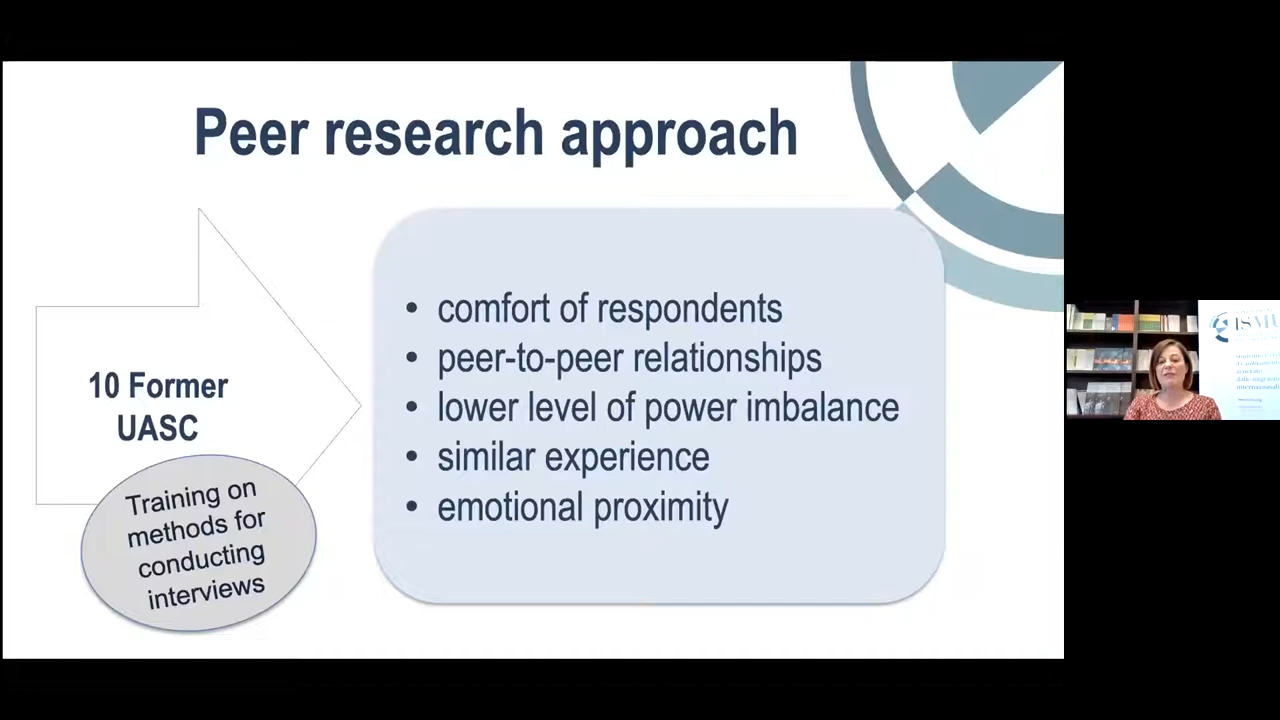 Peer research approach
10 Former
UASC
Training on
methods for
conducting
interviews
• comfort of respondents
• peer-to-peer relationships
• lower level of power imbalance
• similar experience
• emotional proximity
ISMU